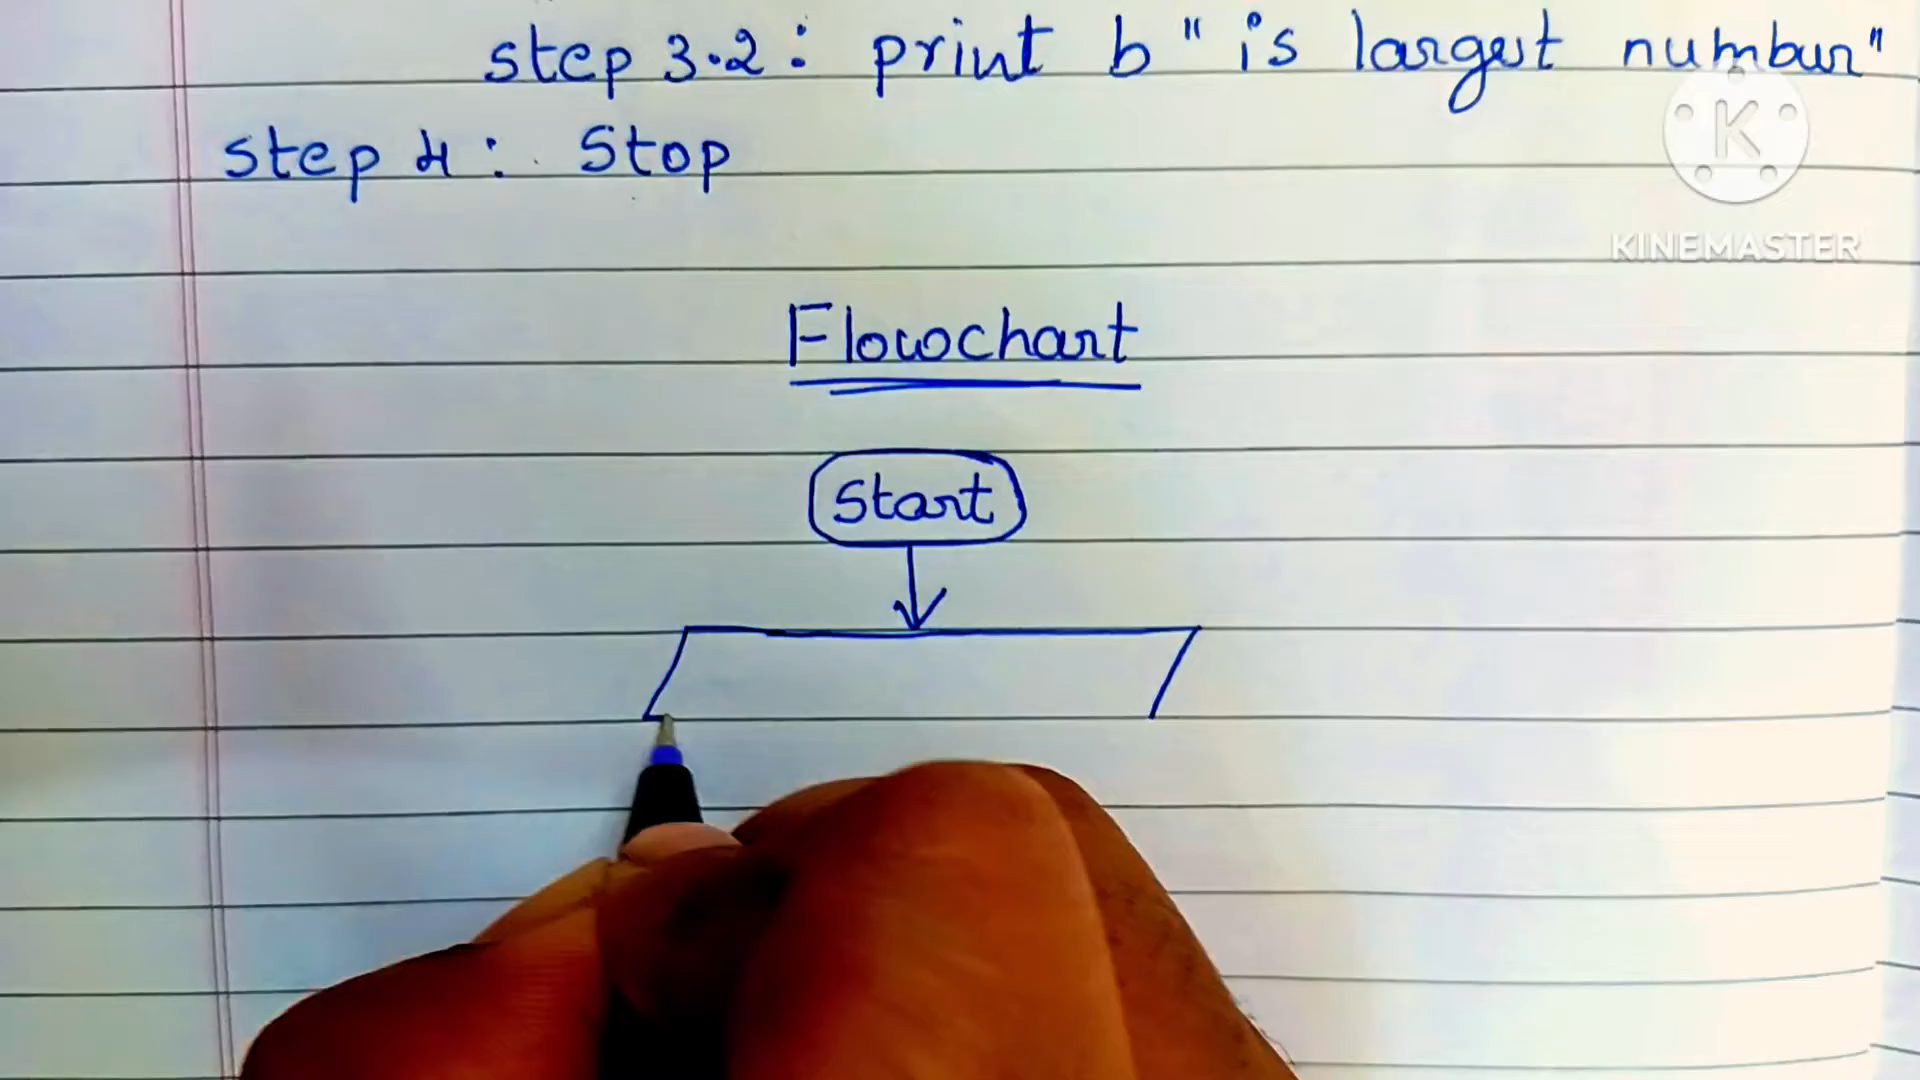 step 3.2: print b "is largest number"
step 4: Stop
K
KINEMASTER
Flowchart
Start